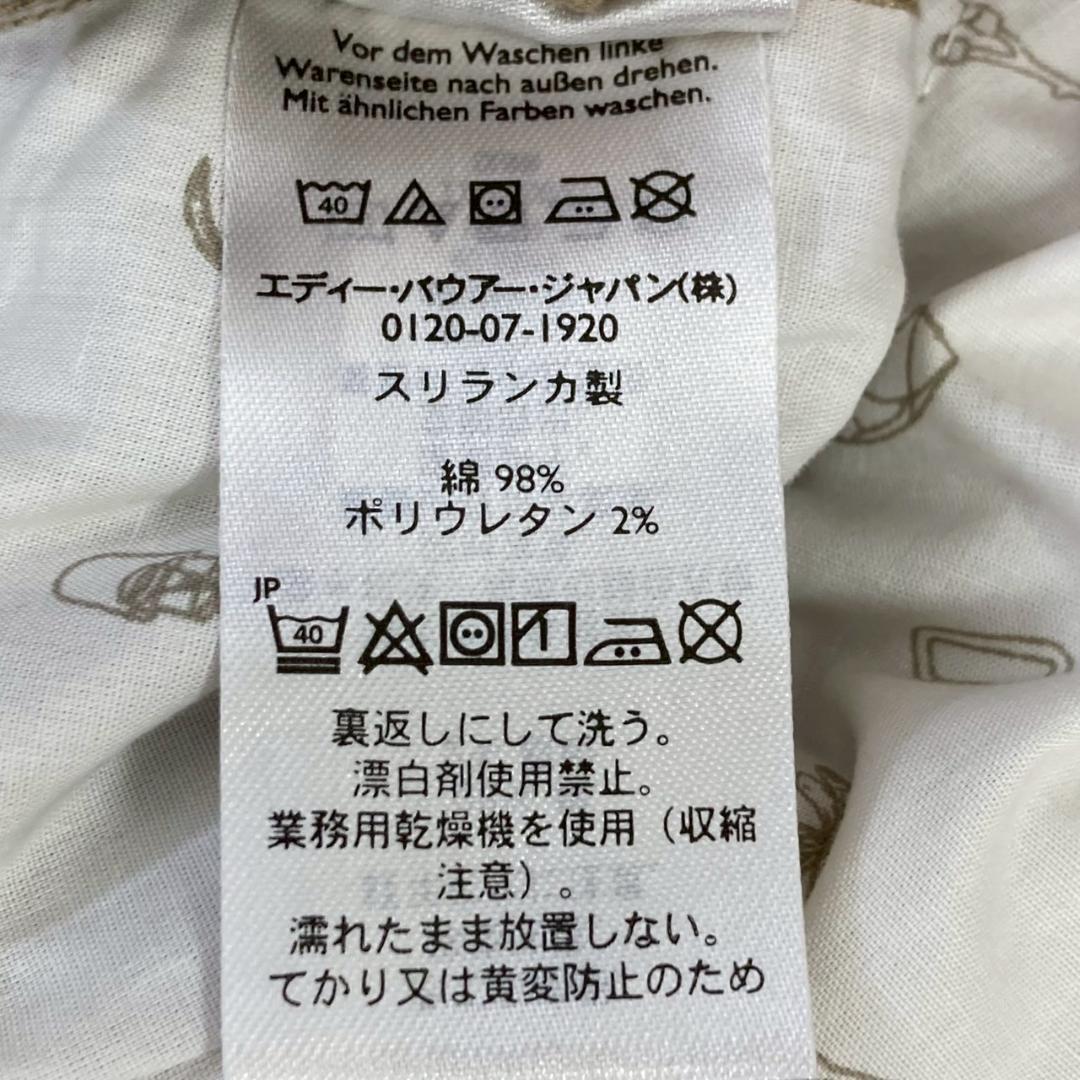 Vor dem Waschen linke
Warenseite nach außen drehen.
Mit ähnlichen Farben waschen.
40
エディー・バウアー・ジャパン(株)
0120-07-1920
スリランカ製
綿 98%
ポリウレタン 2%
JP
40
裏返しにして洗う。
漂白剤使用禁止。
業務用乾燥機を使用（収縮
注意）。
濡れたまま放置しない。
てかり又は黄変防止のため